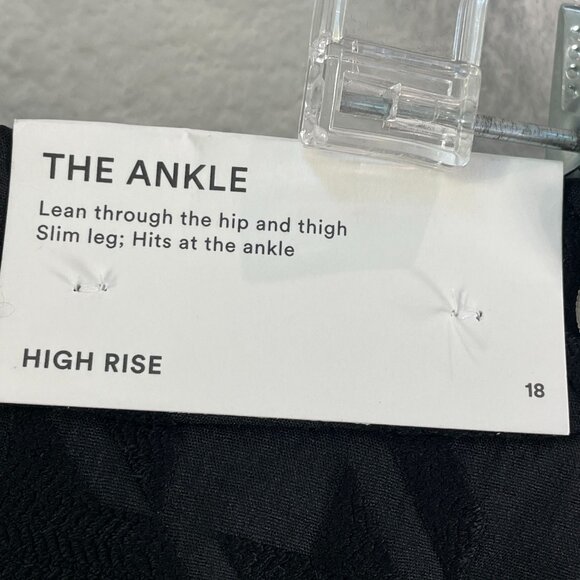 THE ANKLE
Lean through the hip and thigh
Slim leg; Hits at the ankle
HIGH RISE
18